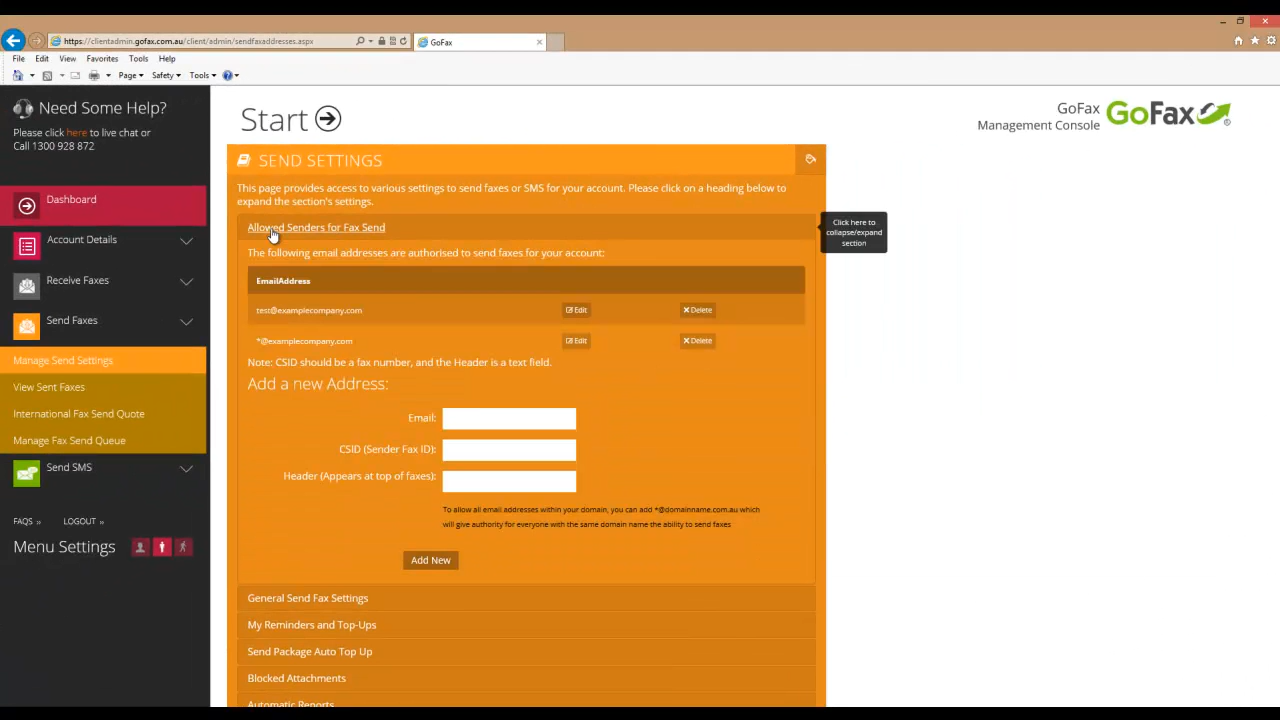 https://clientadmin.gofax.com.au/client/admin/sendfaxaddresses.aspx
GoFax
File Edit View Favorites Tools Help
Page Safety Tools
Need Some Help?
Please click here to live chat or
Call 1300 928 872
Dashboard
Account Details
Receive Faxes
Send Faxes
Manage Send Settings
View Sent Faxes
International Fax Send Quote
Manage Fax Send Queue
Send SMS
FAQS » LOGOUT »
Menu Settings
Start
GoFax
Management Console
GoFax
SEND SETTINGS
This page provides access to various settings to send faxes or SMS for your account. Please click on a heading below to
expand the section's settings.
Allowed Senders for Fax Send
Click here to
collapse/expand
section
The following email addresses are authorised to send faxes for your account:
EmailAddress
test@examplecompany.com Edit Delete
*@examplecompany.com Edit Delete
Note: CSID should be a fax number, and the Header is a text field.
Add a new Address:
Email:
CSID (Sender Fax ID):
Header (Appears at top of faxes):
To allow all email addresses within your domain, you can add *@domainname.com.au which
will give authority for everyone with the same domain name the ability to send faxes
Add New
General Send Fax Settings
My Reminders and Top-Ups
Send Package Auto Top Up
Blocked Attachments
Automatic Reports